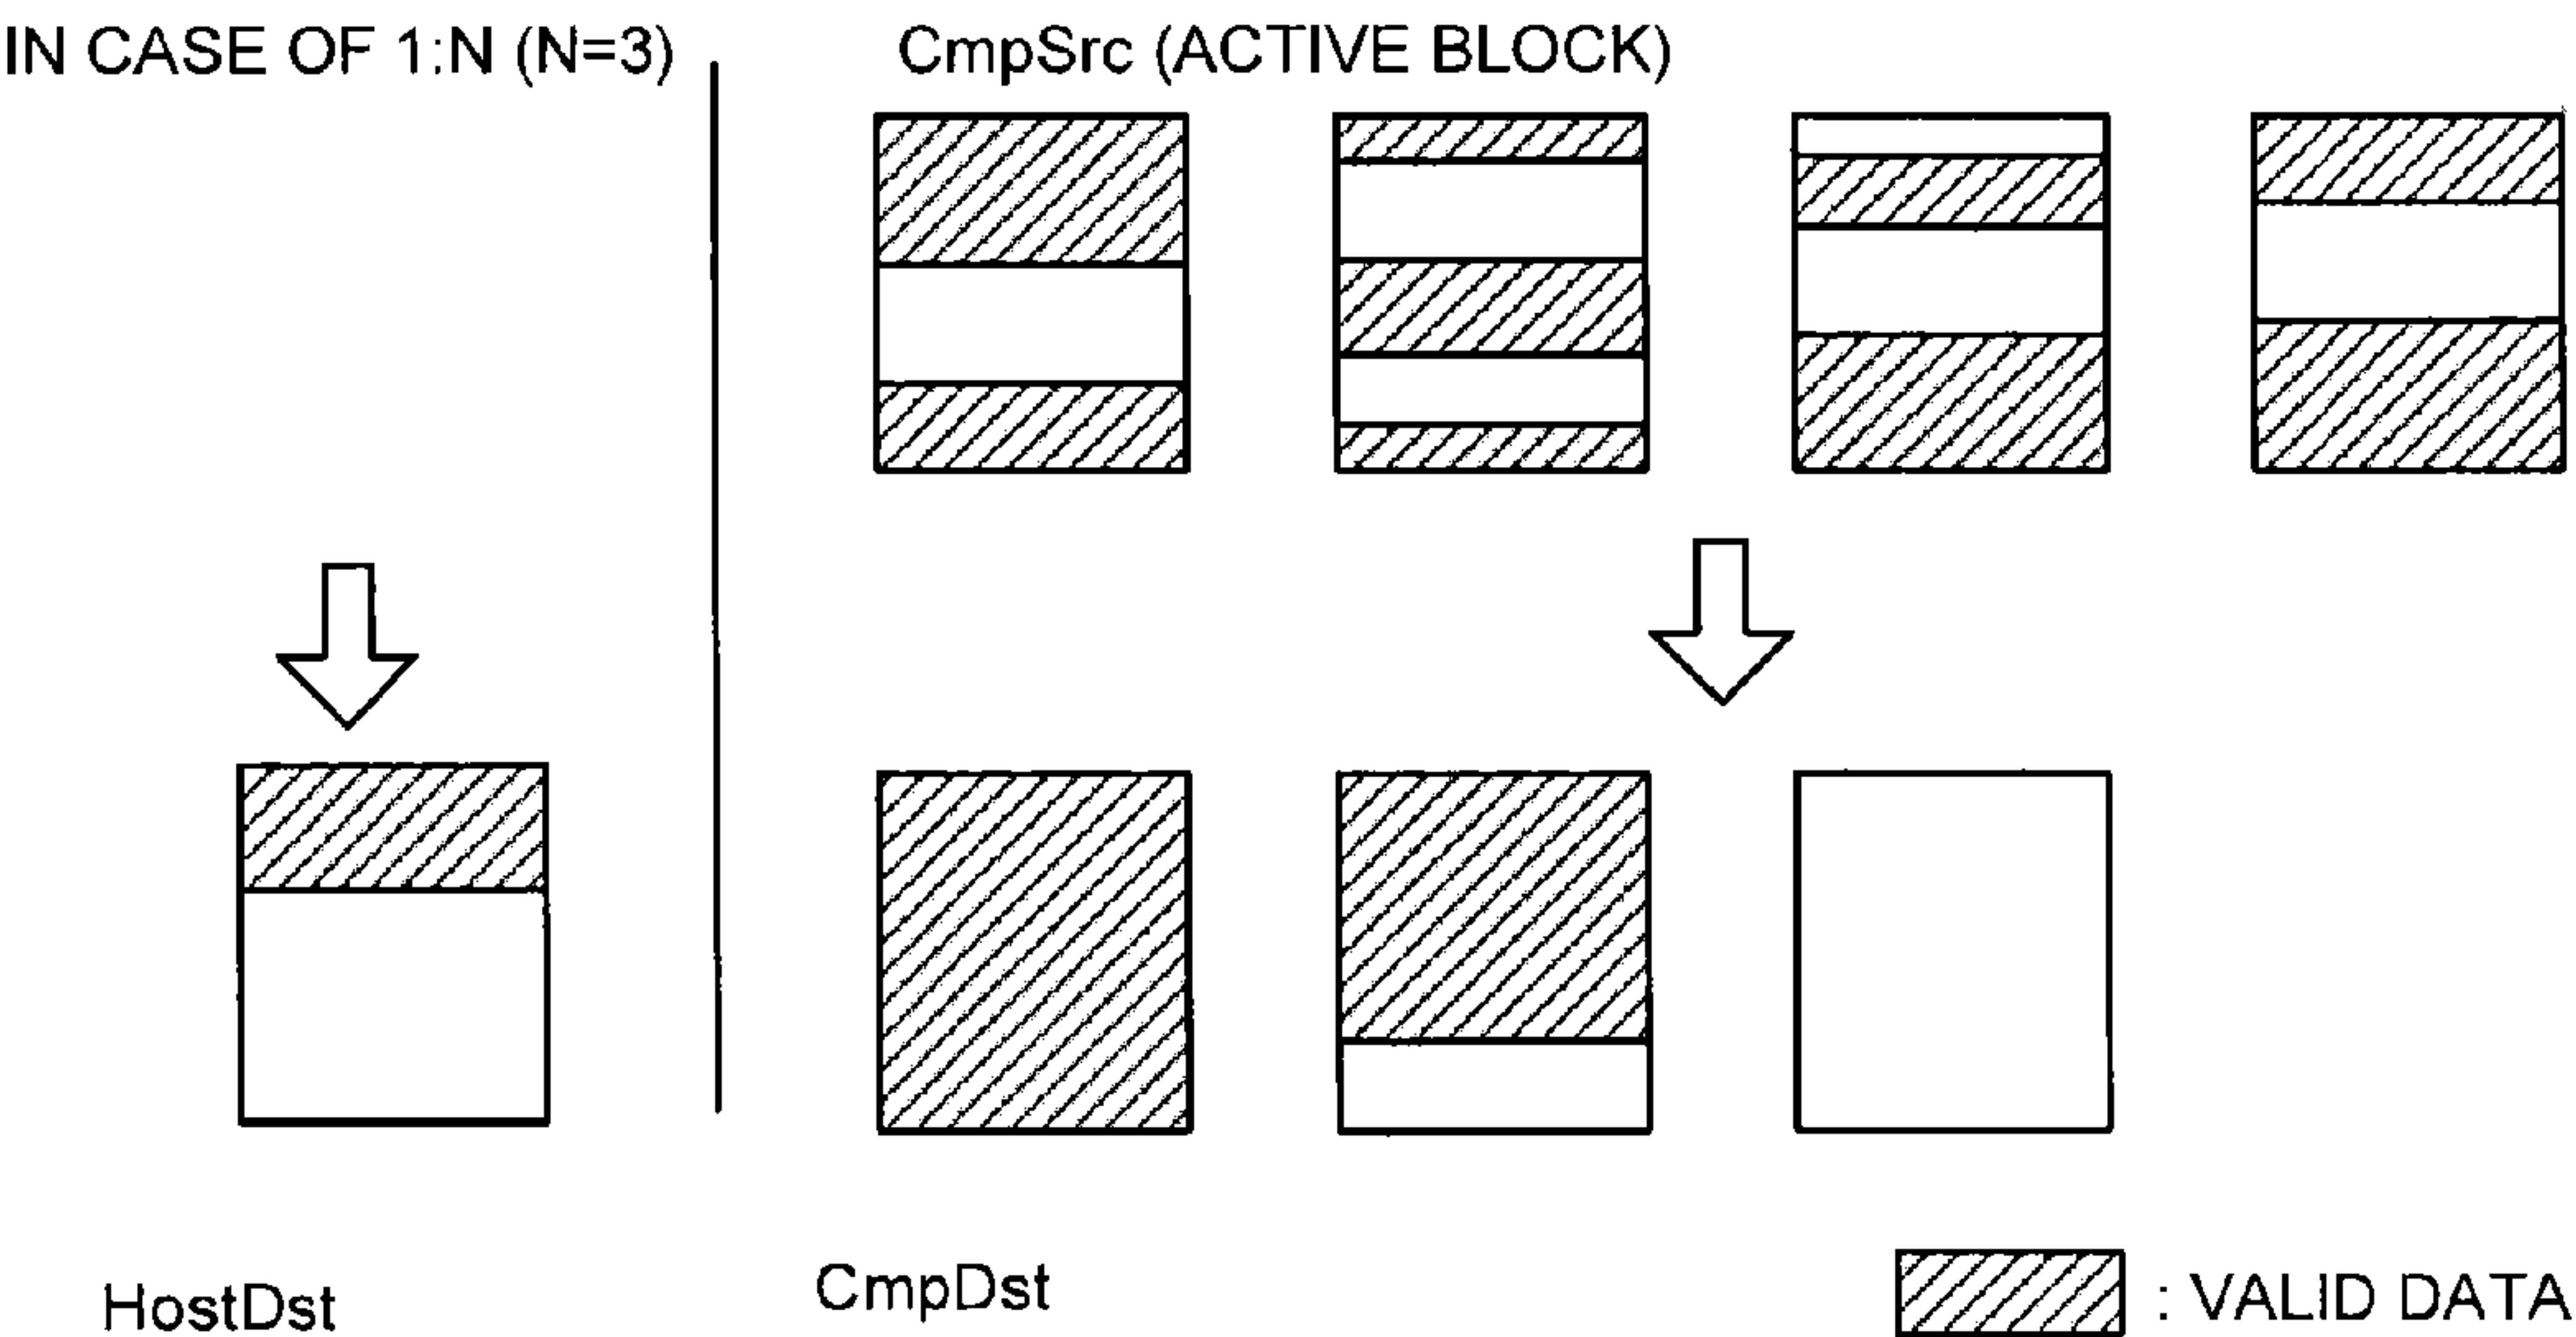 IN CASE OF 1:N (N=3)
CmpSrc (ACTIVE BLOCK)
HostDst
CmpDst
: VALID DATA